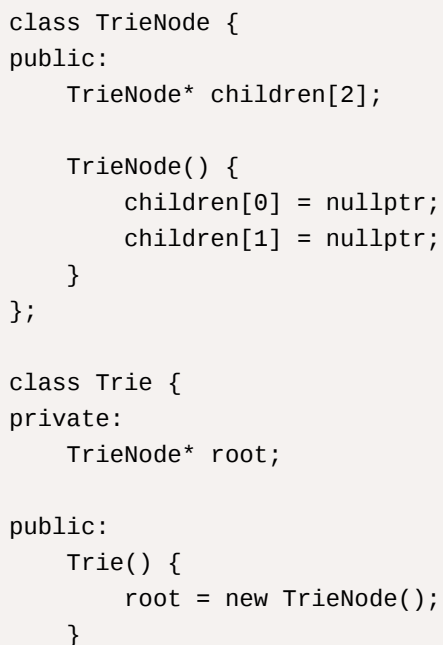 class TrieNode {
public:
    TrieNode* children[2];

    TrieNode() {
        children[0] = nullptr;
        children[1] = nullptr;
    }
};

class Trie {
private:
    TrieNode* root;

public:
    Trie() {
        root = new TrieNode();
    }